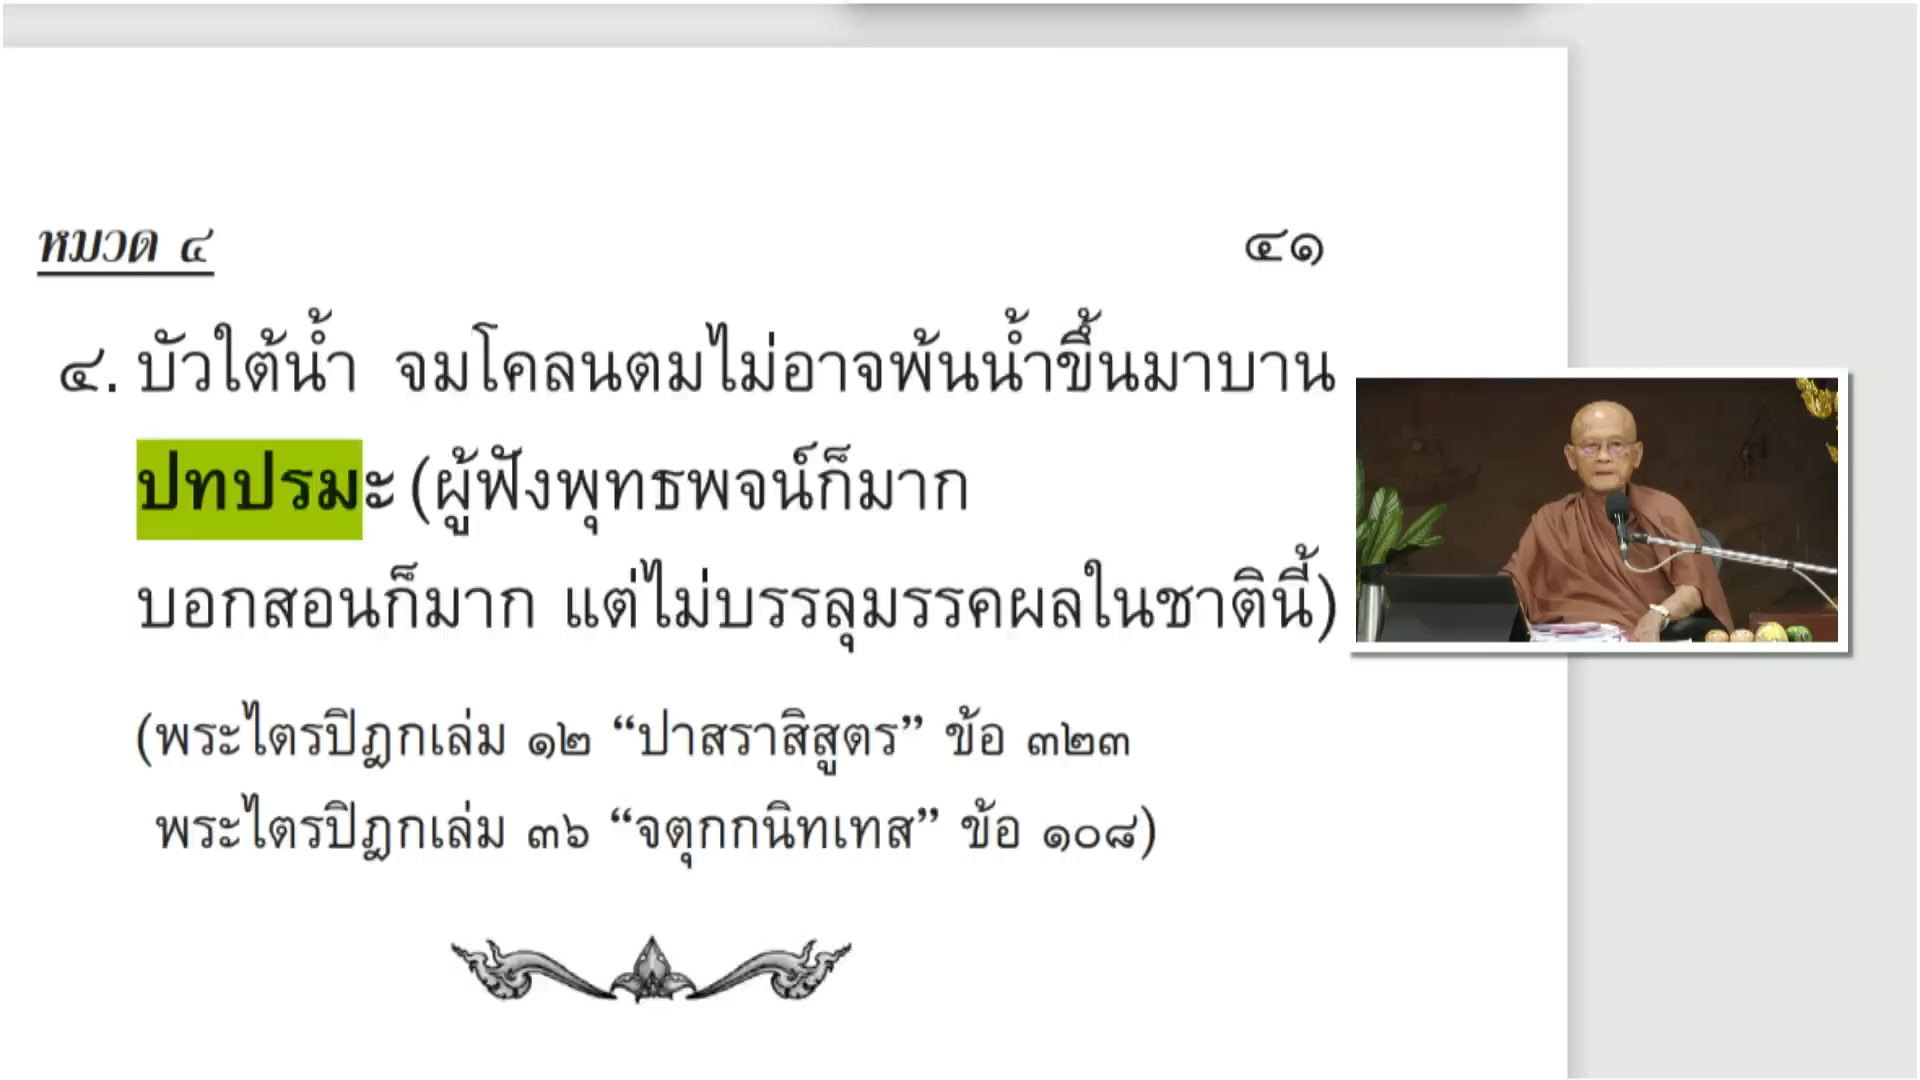 หมวด ๔
๔๑
๔. บัวใต้น้ำ จมโคลนตมไม่อาจพ้นน้ำขึ้นมาบาน
ปทปรมะ (ผู้ฟังพุทธพจน์ก็มาก
บอกสอนก็มาก แต่ไม่บรรลุมรรคผลในชาตินี้)
(พระไตรปิฎกเล่ม ๑๒ “ปาสราสิสูตร” ข้อ ๓๒๓
พระไตรปิฎกเล่ม ๓๖ “จตุกกนิทเทส” ข้อ ๑๐๘)